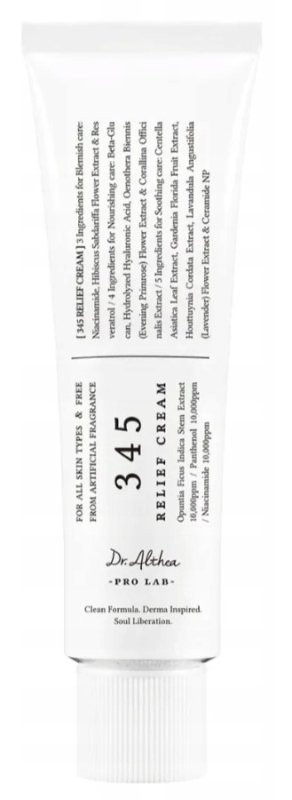 [ 345 RELIEF CREAM ] 3 Ingredients for Blemish care:
Niacinamide, Hibiscus Sabdariffa Flower Extract & Res
veratrol / 4 Ingredients for Nourishing care: Beta-Glu
can, Hydrolyzed Hyaluronic Acid, Oenothera Biennis
(Evening Primrose) Flower Extract & Corallina Offici
nalis Extract / 5 Ingredients for Soothing care: Centella
Asiatica Leaf Extract, Gardenia Florida Fruit Extract,
Houttuynia Cordata Extract, Lavandula Angustifolia
(Lavender) Flower Extract & Ceramide NP
FOR ALL SKIN TYPES & FREE
FROM ARTIFICIAL FRAGRANCE
345
RELIEF CREAM
Opuntia Ficus Indica Stem Extract
10,000ppm / Panthenol 10,000ppm
/ Niacinamide 10,000ppm
Dr. Althea
-PRO LAB-
Clean Formula. Derma Inspired.
Soul Liberation.